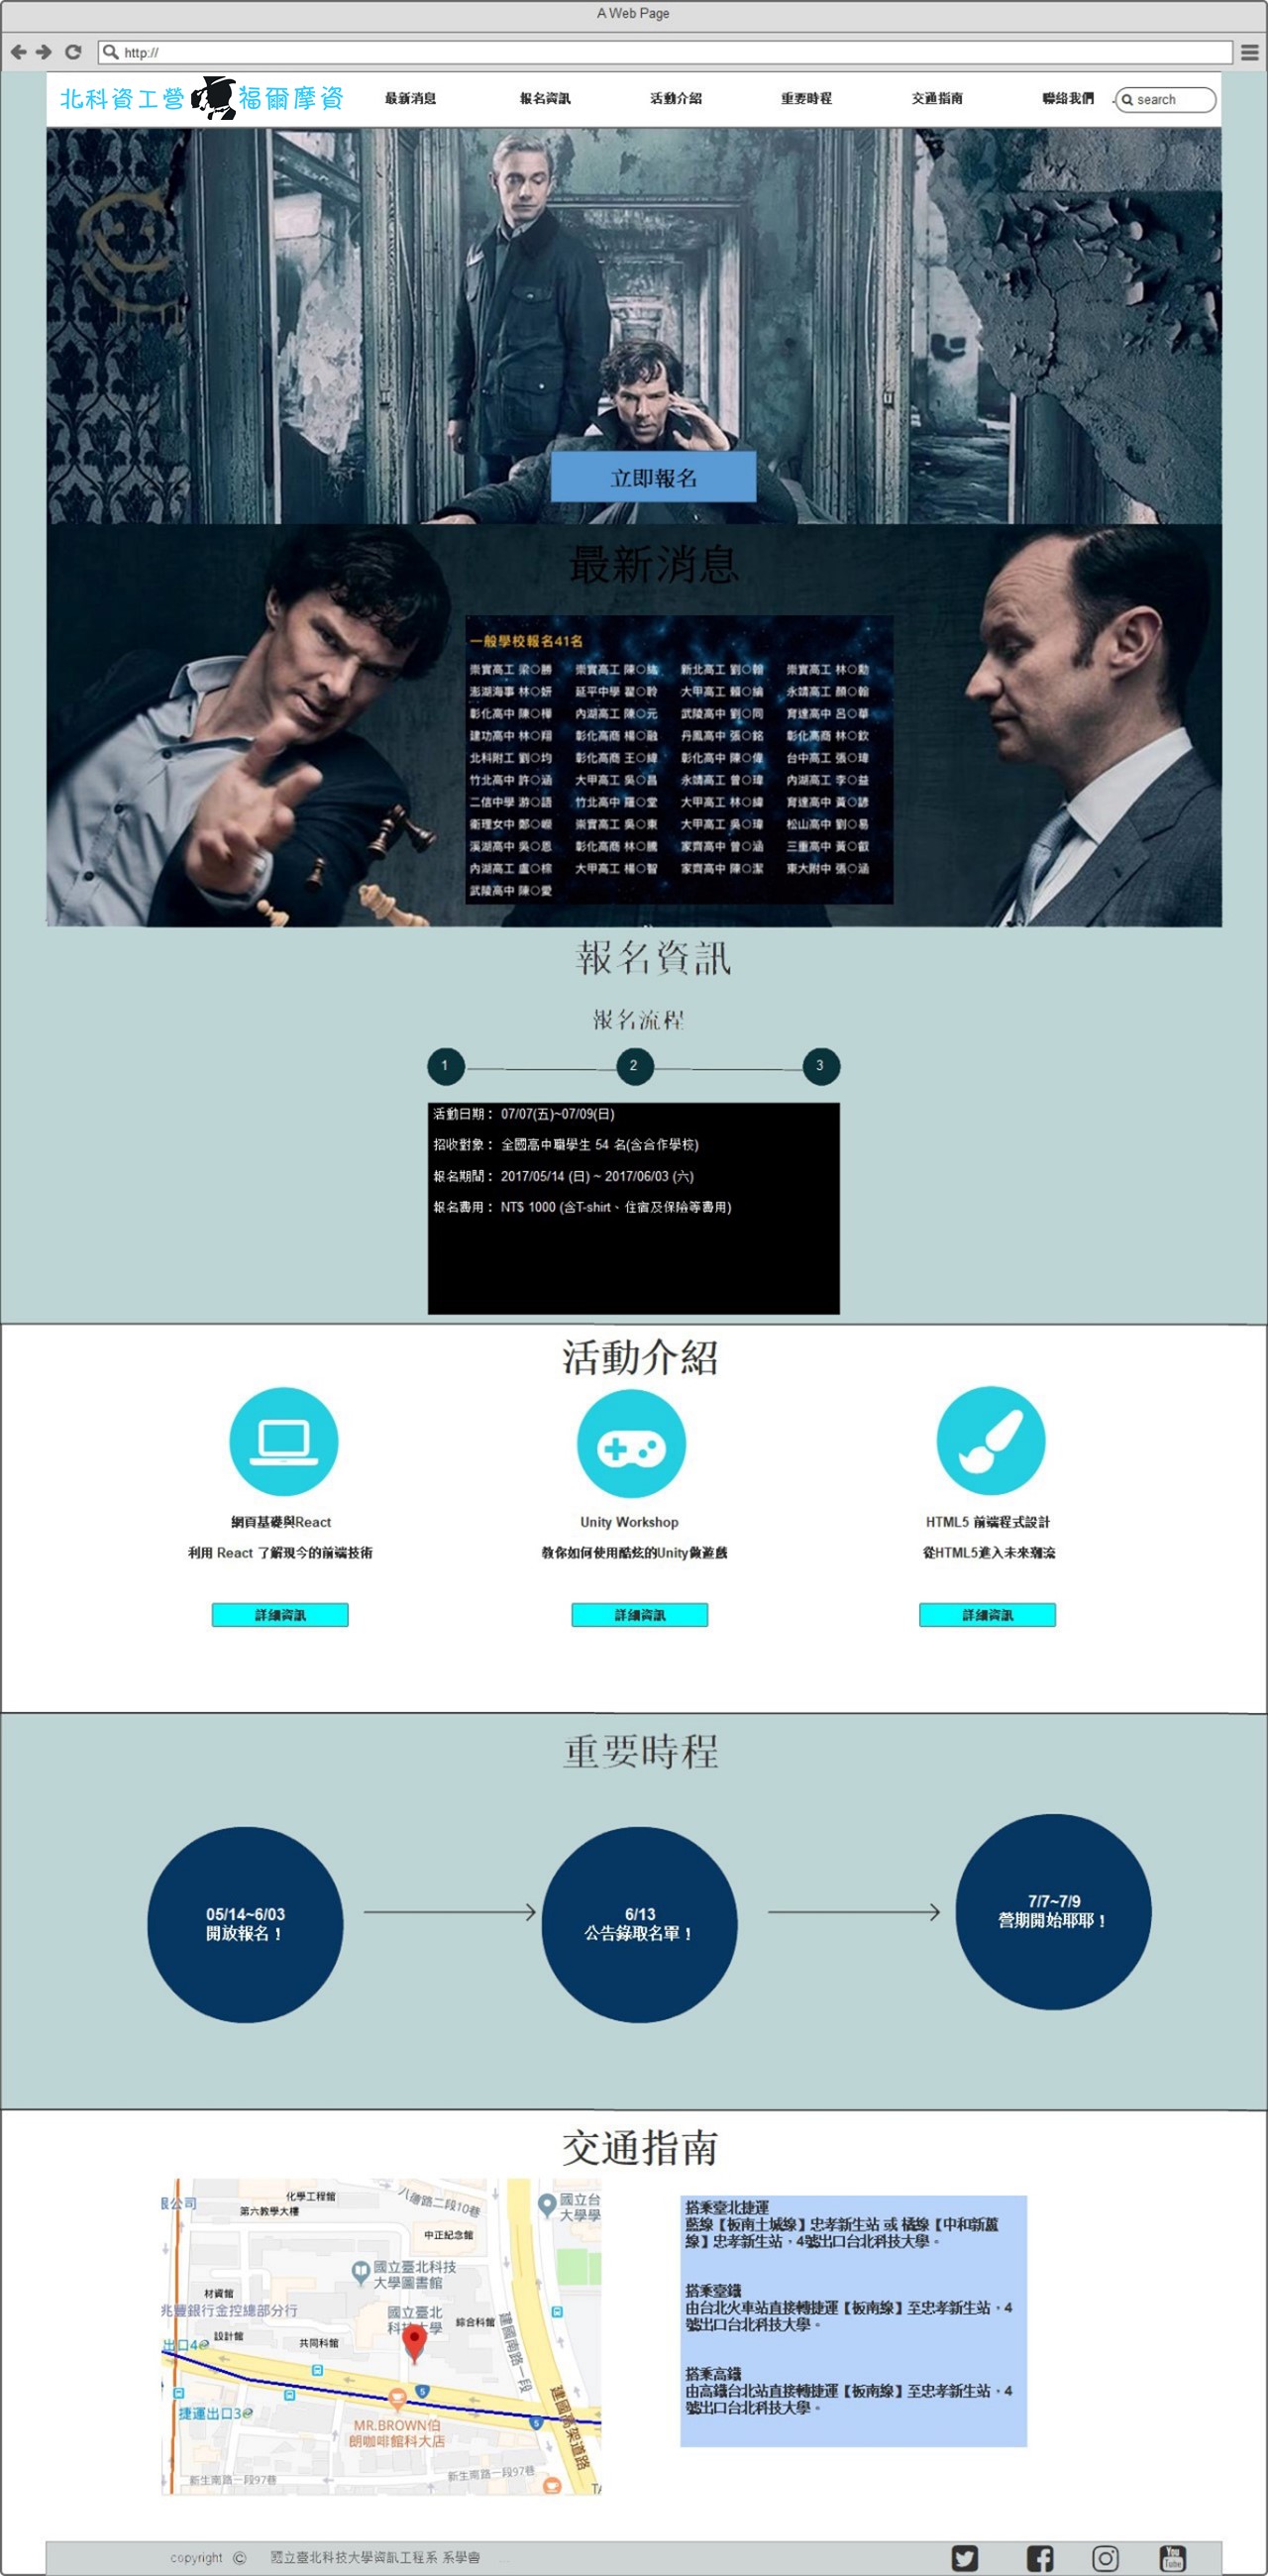 A Web Page
http://
北科資工營 福爾摩資
最新消息 報名資訊 活動介紹 重要時程 交通指南 聯絡我們 search
立即報名
最新消息
一般學校報名41名
崇實高工 梁○勝 崇實高工 陳○紘 新北高工 劉○翰 崇實高工 林○勳
澎湖海事 林○妍 延平中學 翟○聆 大甲高工 賴○綸 永靖高工 顏○翰
彰化高中 陳○樺 內湖高工 陳○元 武陵高中 劉○同 育達高中 呂○華
建功高中 林○翔 彰化高商 楊○融 丹鳳高中 張○銘 彰化高商 林○欽
北科附工 劉○均 彰化高商 王○緯 彰化高中 陳○偉 台中高工 張○瑋
竹北高中 許○涵 大甲高工 吳○昌 永靖高工 曾○瑋 內湖高工 李○益
二信中學 游○語 竹北高中 羅○堂 大甲高工 林○緯 育達高中 黃○諺
衛理女中 鄭○嶸 崇實高工 吳○東 大甲高工 吳○瑋 松山高中 劉○易
溪湖高中 吳○恩 彰化高商 林○騰 家齊高中 曾○涵 三重高中 黃○叡
內湖高工 盧○棕 大甲高工 楊○智 家齊高中 陳○潔 東大附中 張○涵
武陵高中 陳○愛
報名資訊
報名流程
1 2 3
活動日期： 07/07(五)~07/09(日)
招收對象： 全國高中職學生 54 名(含合作學校)
報名期間： 2017/05/14 (日) ~ 2017/06/03 (六)
報名費用： NT$ 1000 (含T-shirt、住宿及保險等費用)
活動介紹
網頁基礎與React Unity Workshop HTML5 前端程式設計
利用 React 了解現今的前端技術 教你如何使用酷炫的Unity做遊戲 從HTML5進入未來潮流
詳細資訊 詳細資訊 詳細資訊
重要時程
05/14~6/03
開放報名！
6/13
公告錄取名單！
7/7~7/9
營期開始耶耶！
交通指南
限公司
化學工程館
第六教學大樓
八德路二段10巷
中正紀念館
國立台
大學學
國立臺北科技
大學圖書館
材資館
兆豐銀行金控總部分行
國立臺北
科技大學
綜合科館
建國南路一段
設計館
出口4
共同科館
5
捷運出口3
MR.BROWN伯
朗咖啡館科大店
5
建國高架道路
新生南路一段97巷
新生南路一段97巷
TA
搭乘臺北捷運
藍線【板南土城線】忠孝新生站 或 橘線【中和新蘆
線】忠孝新生站，4號出口台北科技大學。
搭乘臺鐵
由台北火車站直接轉捷運【板南線】至忠孝新生站，4
號出口台北科技大學。
搭乘高鐵
由高鐵台北站直接轉捷運【板南線】至忠孝新生站，4
號出口台北科技大學。
copyright © 國立臺北科技大學資訊工程系 系學會
You
Tube